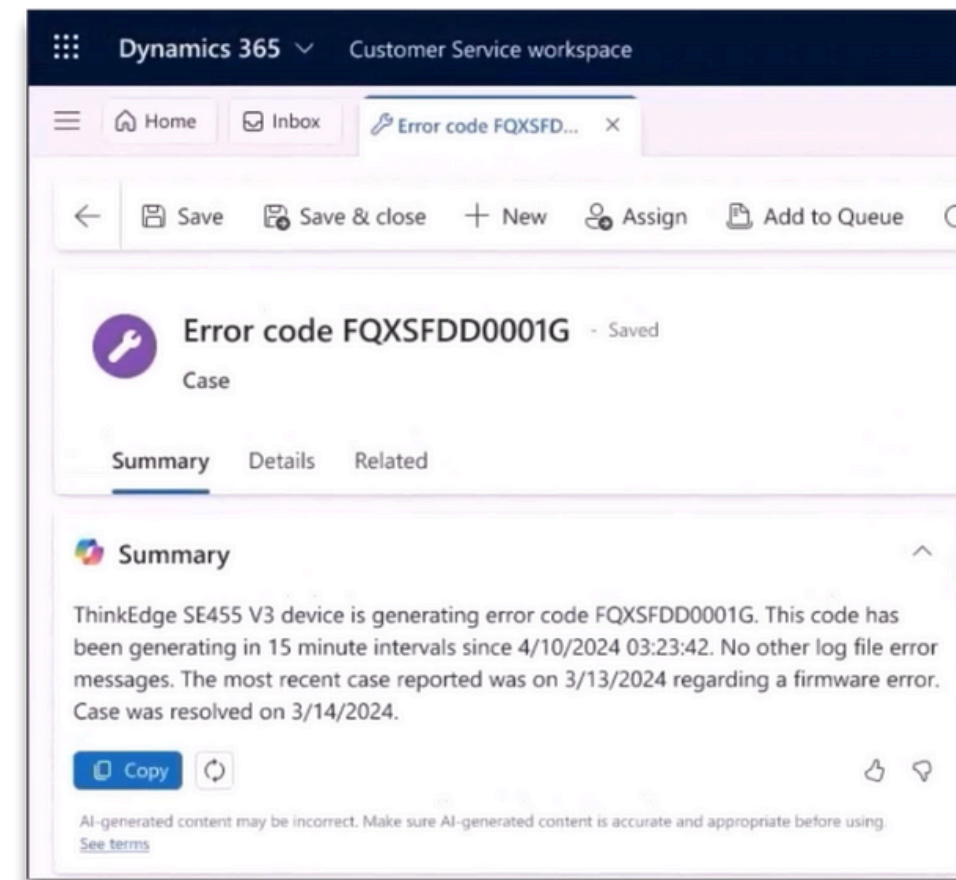 Dynamics 365 Customer Service workspace
Home Inbox Error code FQXSFD...
Save Save & close New Assign Add to Queue
Error code FQXSFDD0001G - Saved
Case
Summary Details Related
Summary
ThinkEdge SE455 V3 device is generating error code FQXSFDD0001G. This code has
been generating in 15 minute intervals since 4/10/2024 03:23:42. No other log file error
messages. The most recent case reported was on 3/13/2024 regarding a firmware error.
Case was resolved on 3/14/2024.
Copy
AI-generated content may be incorrect. Make sure AI-generated content is accurate and appropriate before using.
See terms